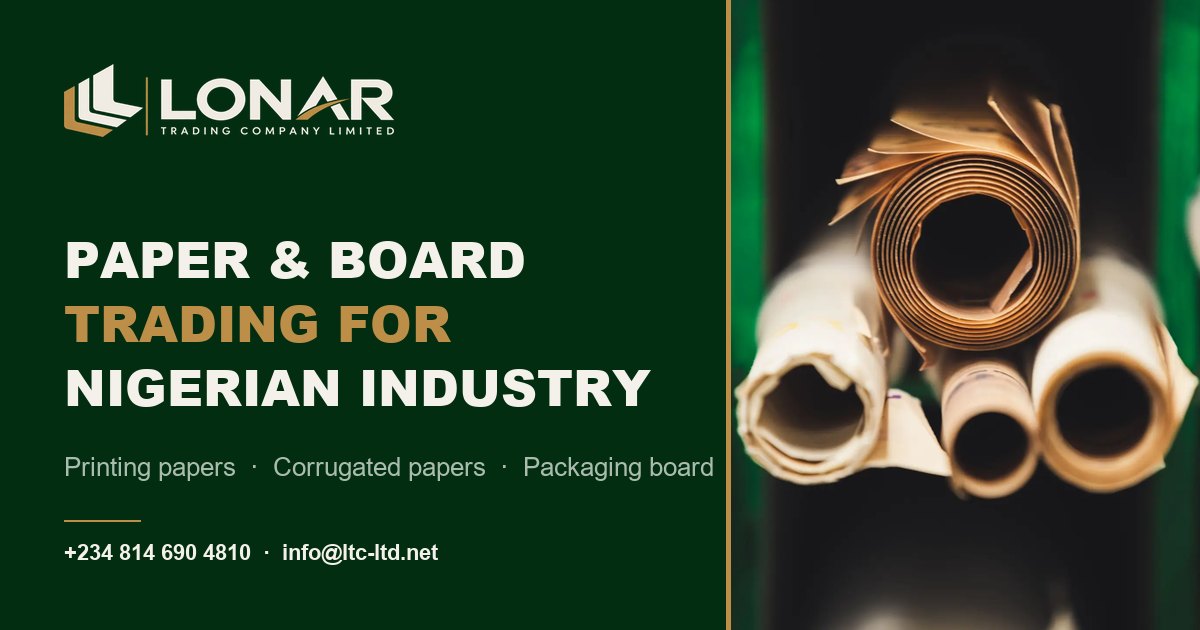 LONAR
TRADING COMPANY LIMITED
PAPER & BOARD
TRADING FOR
NIGERIAN INDUSTRY
Printing papers · Corrugated papers · Packaging board
+234 814 690 4810 · info@ltc-ltd.net